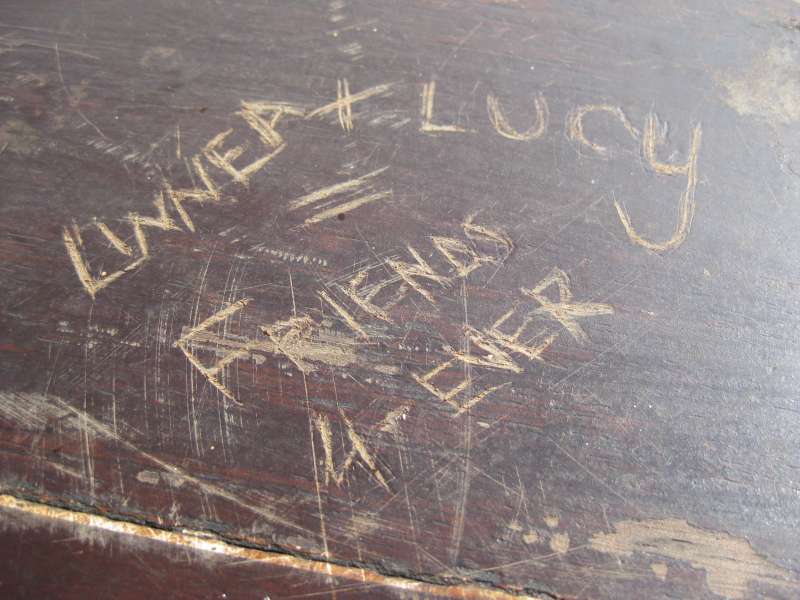 LINNEA + LUCY
=
FRIENDS
4 EVER